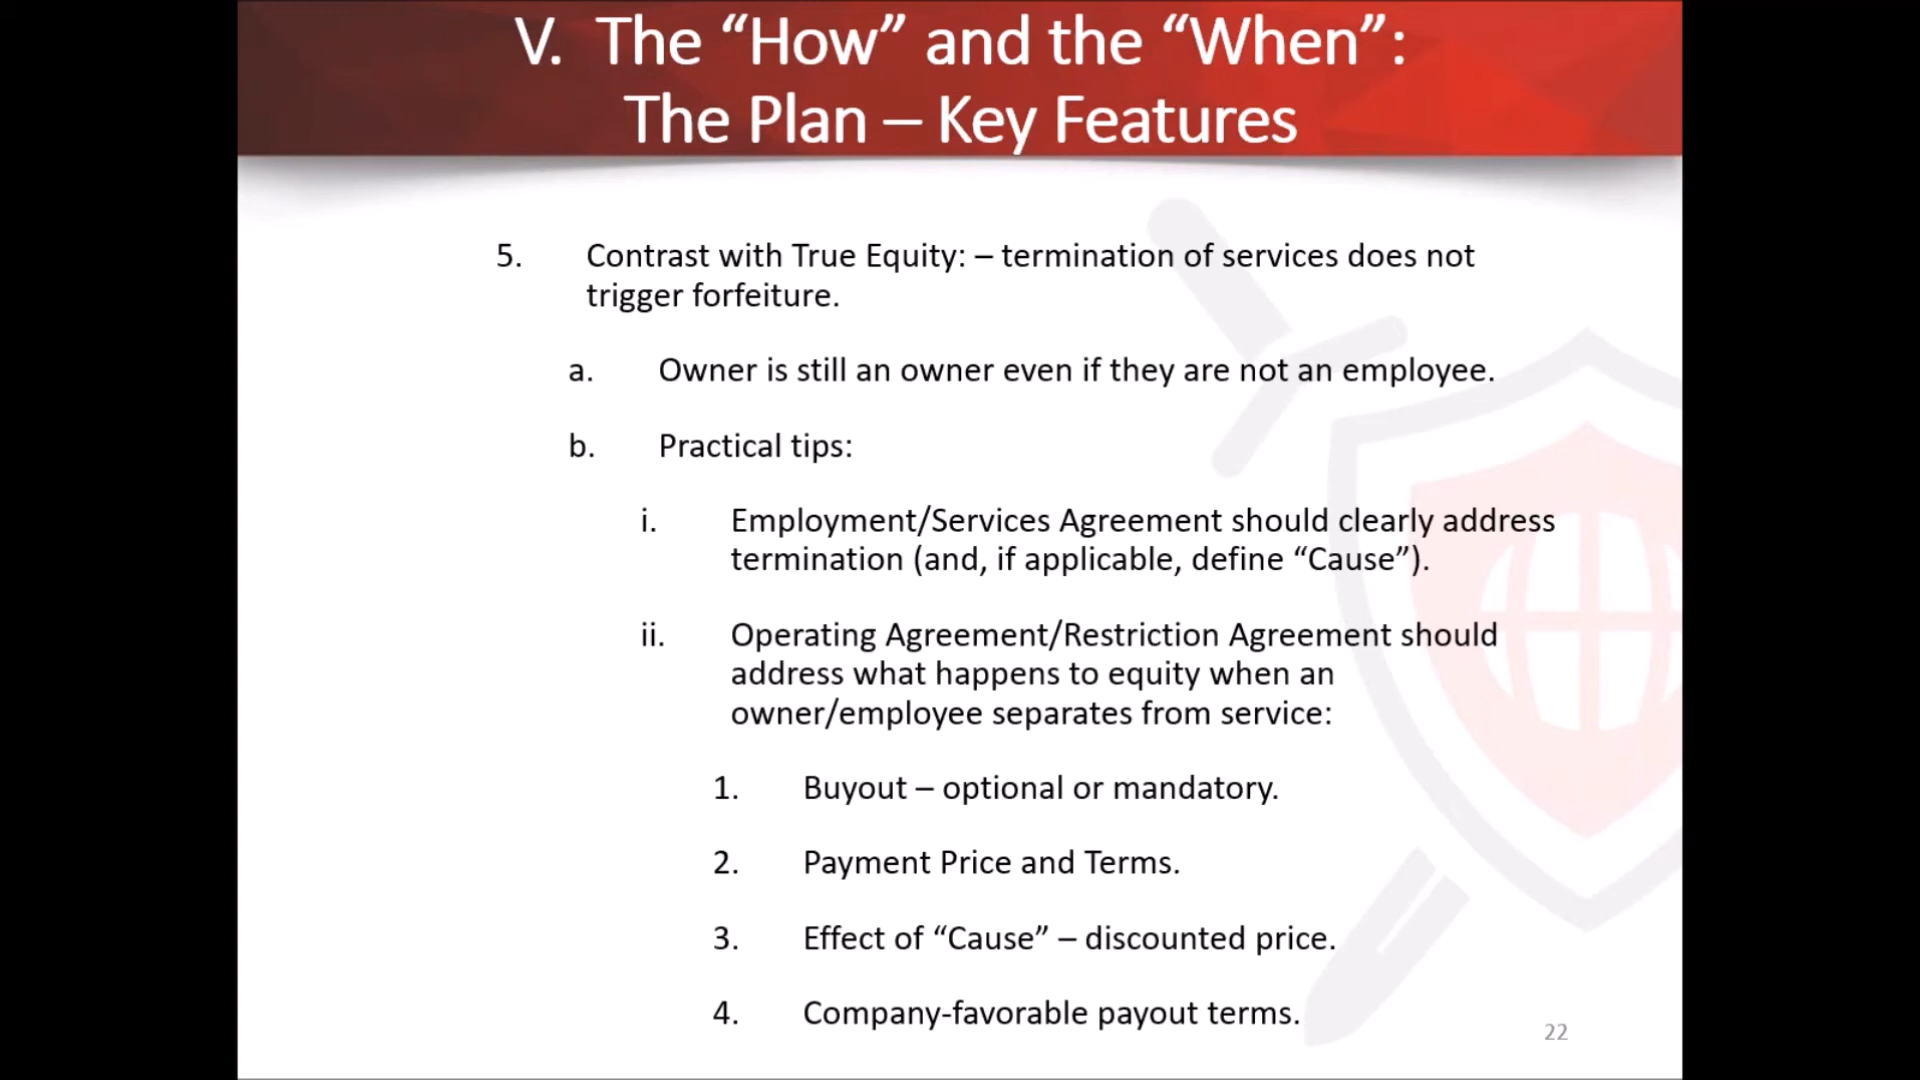 V. The “How” and the “When”:
The Plan – Key Features
5. Contrast with True Equity: – termination of services does not
trigger forfeiture.
a. Owner is still an owner even if they are not an employee.
b. Practical tips:
i. Employment/Services Agreement should clearly address
termination (and, if applicable, define “Cause”).
ii. Operating Agreement/Restriction Agreement should
address what happens to equity when an
owner/employee separates from service:
1. Buyout – optional or mandatory.
2. Payment Price and Terms.
3. Effect of “Cause” – discounted price.
4. Company-favorable payout terms.
22